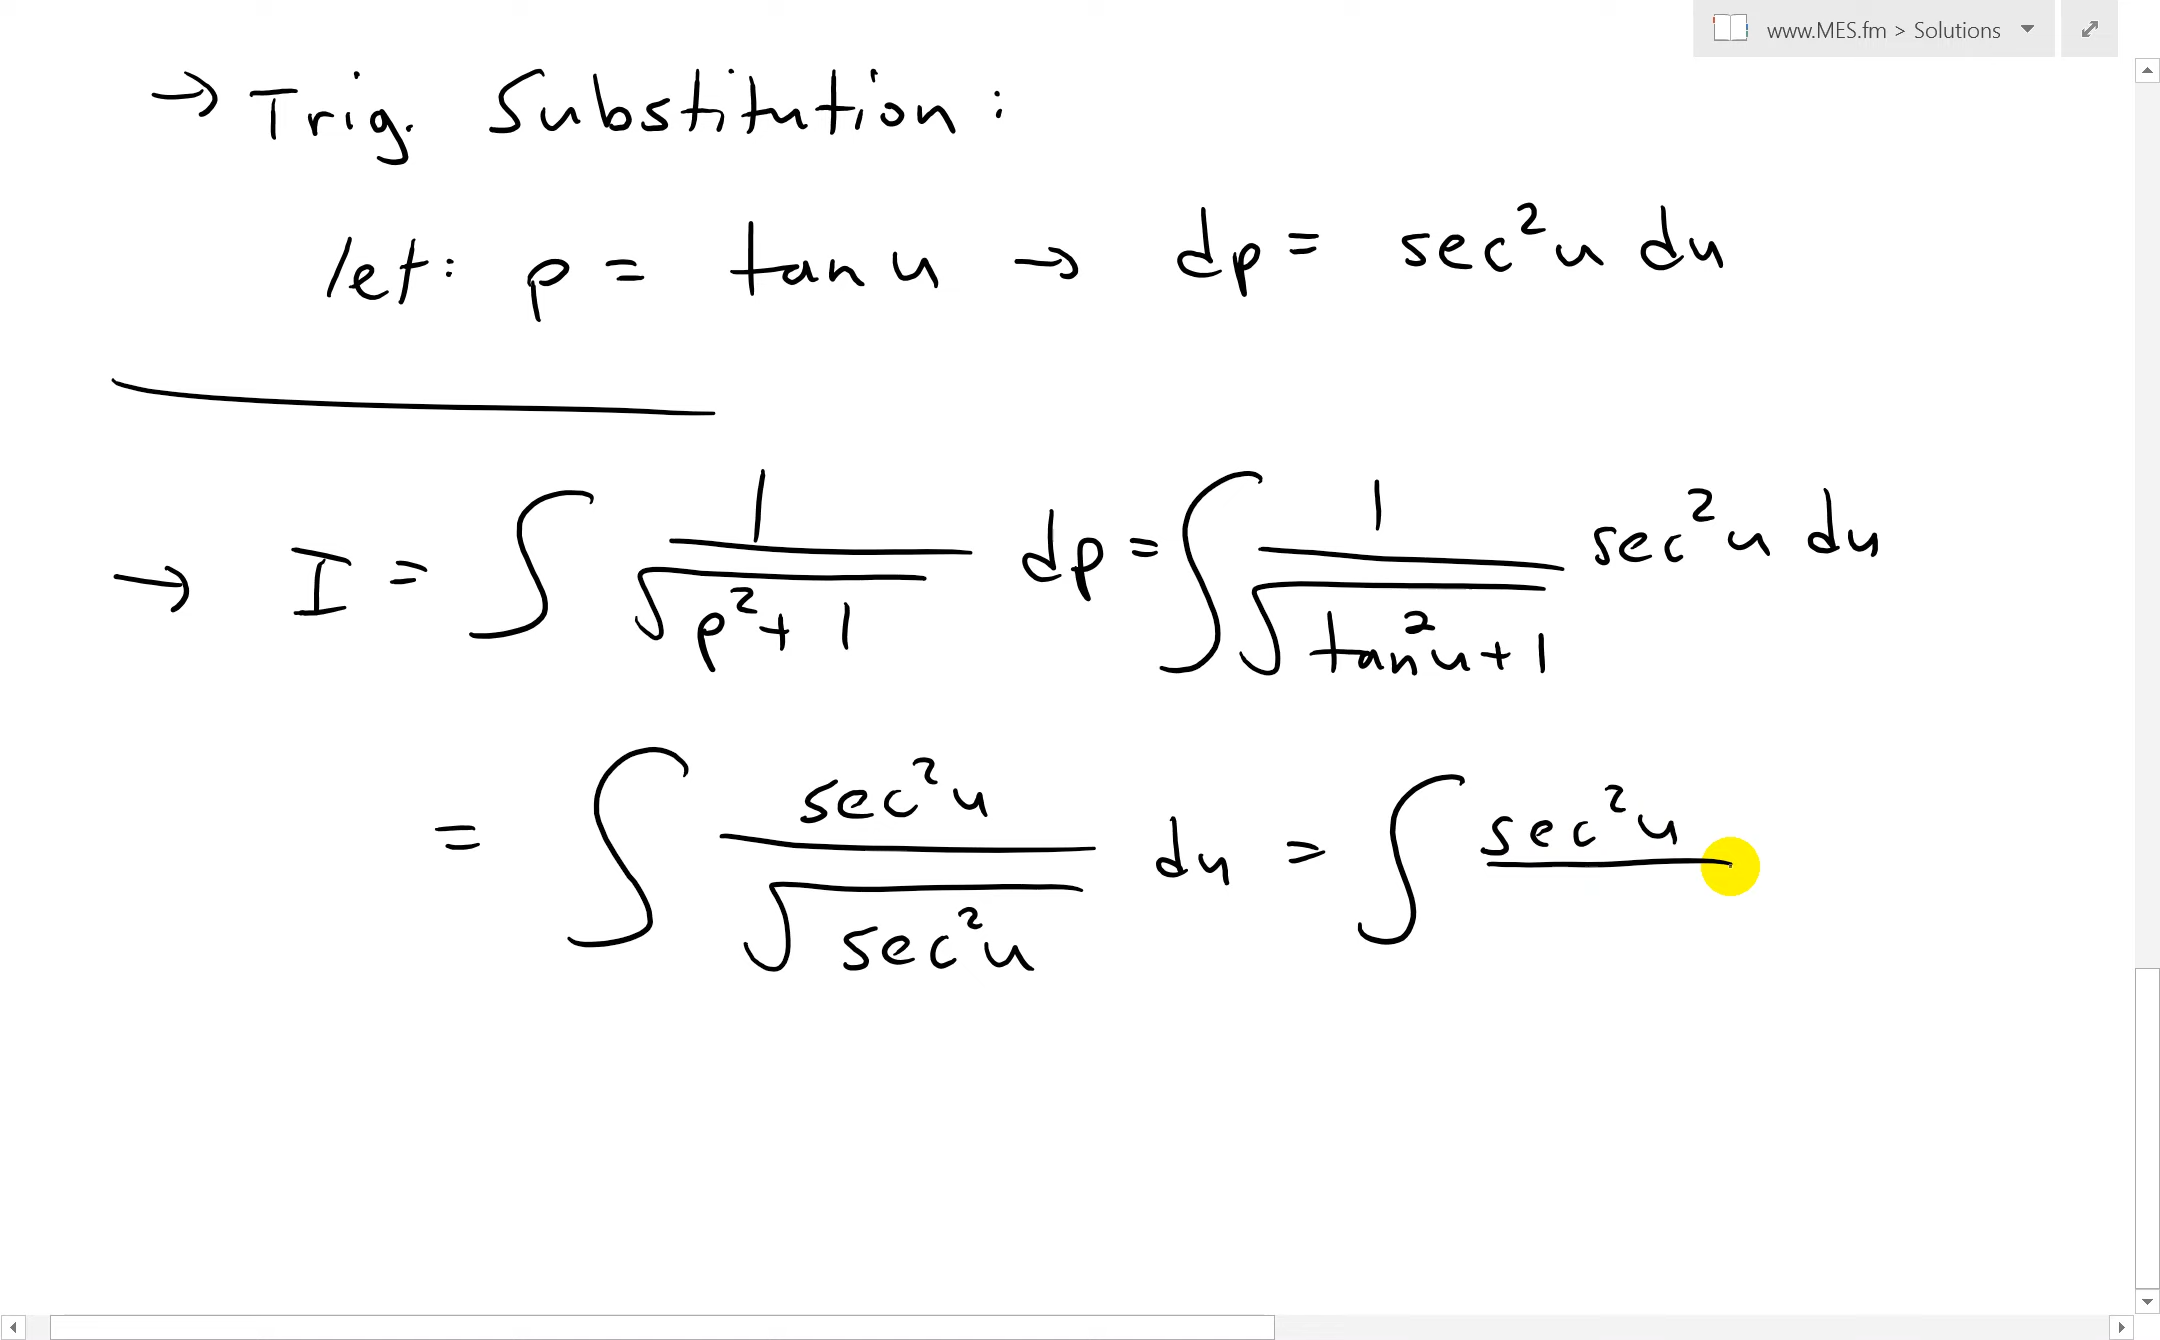 www.MES.fm > Solutions
→ Trig. Substitution:
let: p = tan u → dp = sec²u du
→ I = ∫ 1/√(p²+1) dp = ∫ 1/√(tan²u+1) sec²u du
= ∫ sec²u/√(sec²u) du = ∫ sec²u